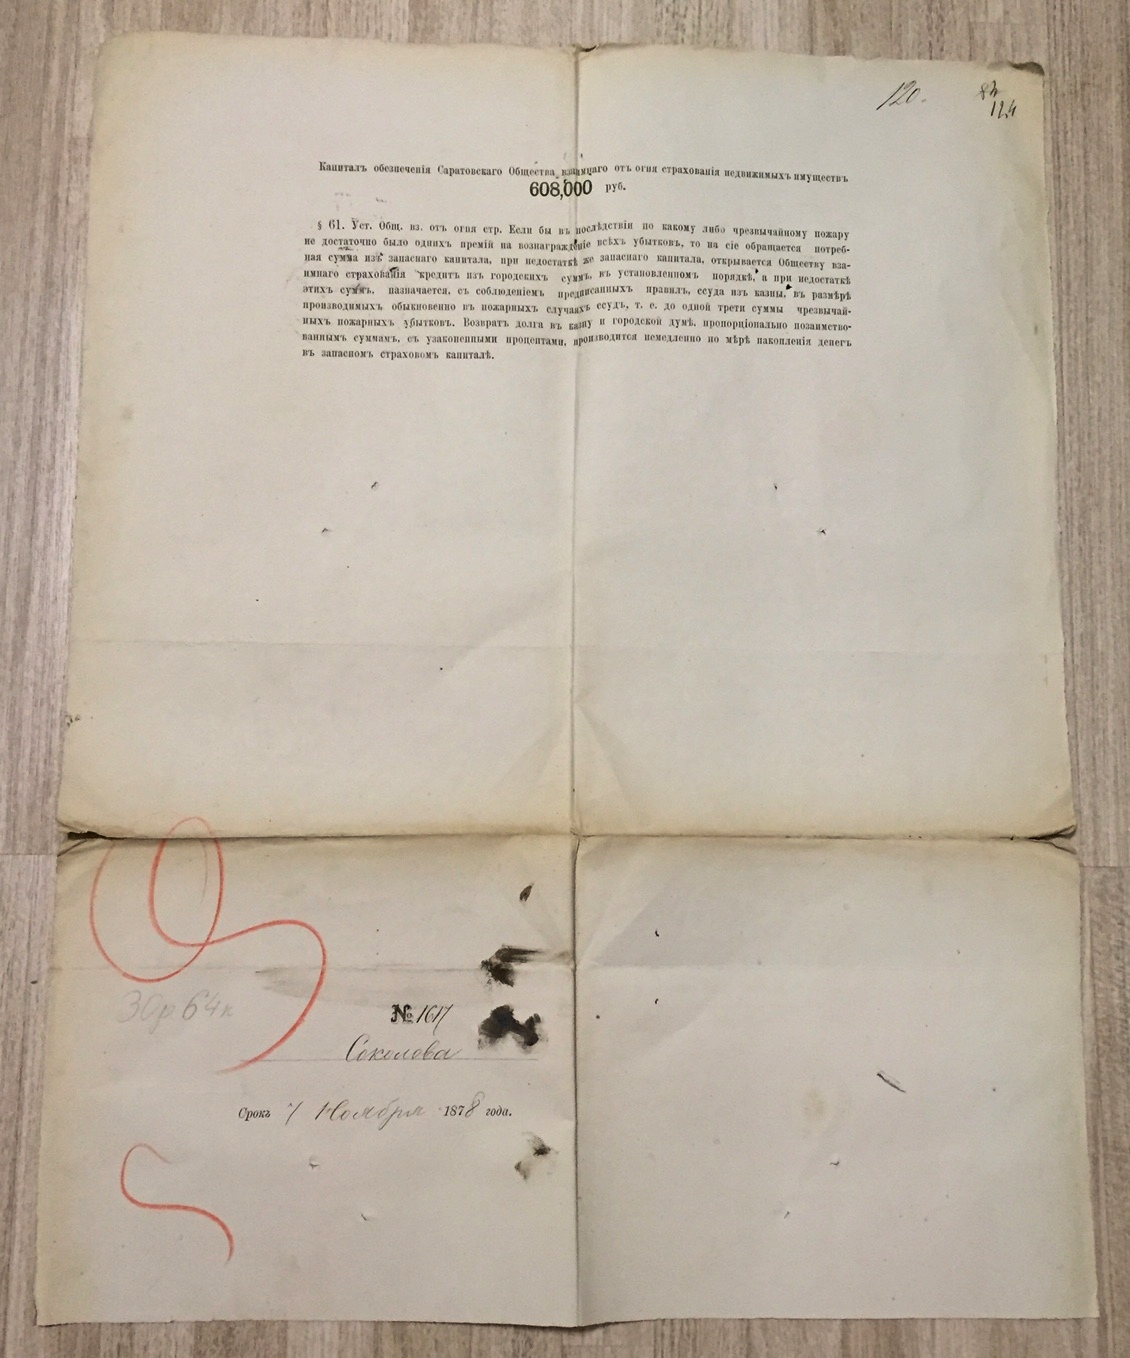 120.
124
Капиталъ обезпеченія Саратовскаго Общества взаимнаго отъ огня страхованія недвижимыхъ имуществъ
608,000 руб.
§ 61. Уст. Общ. вз. отъ огня стр. Если бы въ послѣдствіи по какому либо чрезвычайному пожару
не достаточно было однихъ премій на вознагражденіе всѣхъ убытковъ, то на сіе обращается потреб-
ная сумма изъ запаснаго капитала, при недостаткѣ же запаснаго капитала, открывается Обществу вза-
имнаго страхованія кредитъ изъ городскихъ суммъ, въ установленномъ порядкѣ, а при недостаткѣ
этихъ суммъ, назначается, съ соблюденіемъ предписанныхъ правилъ, ссуда изъ казны, въ размѣрѣ
производимыхъ обыкновенно въ пожарныхъ случаяхъ ссудъ, т. е. до одной трети суммы чрезвычай-
ныхъ пожарныхъ убытковъ. Возвратъ долга въ казну и городской думѣ, пропорціонально позаимство-
ваннымъ суммамъ, съ узаконенными процентами, производится немедленно по мѣрѣ накопленія денегъ
въ запасномъ страховомъ капиталѣ.
30р 64к
№ 1617
Соколова
Срокъ 7 Ноября 1878 года.